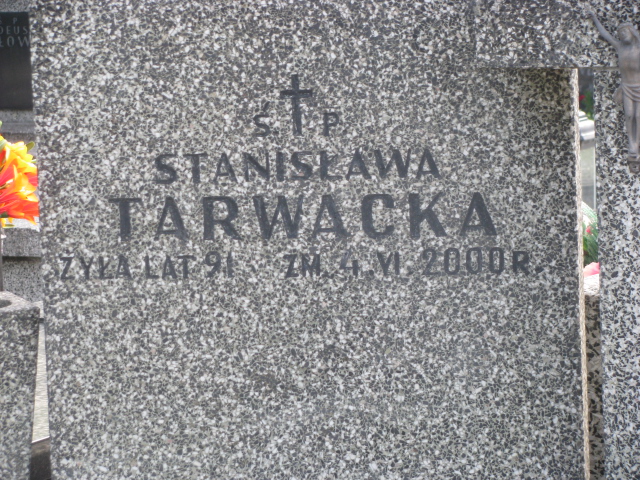 Ś P
STANISŁAWA
TARWACKA
ŻYŁA LAT 91 ZM. 4.VI.2000R.